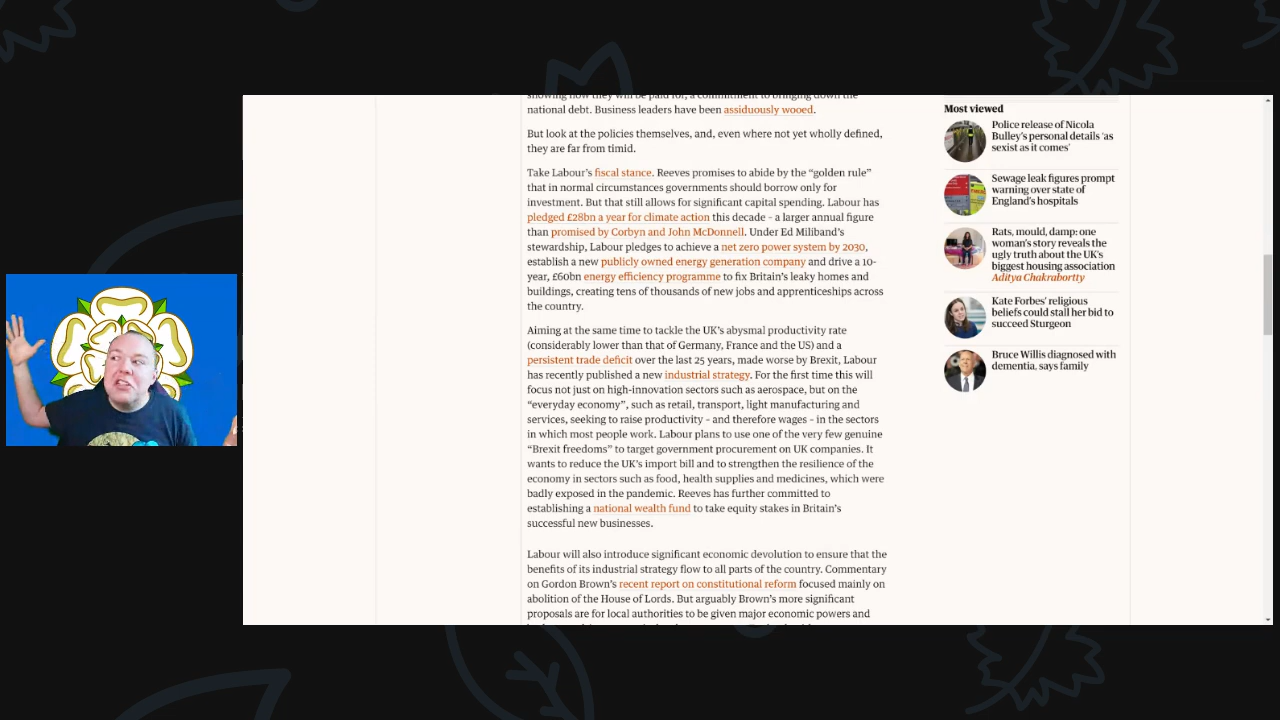 showing how they will be paid for, a commitment to bringing down the
national debt. Business leaders have been assiduously wooed.
But look at the policies themselves, and, even where not yet wholly defined,
they are far from timid.
Take Labour’s fiscal stance. Reeves promises to abide by the “golden rule”
that in normal circumstances governments should borrow only for
investment. But that still allows for significant capital spending. Labour has
pledged £28bn a year for climate action this decade – a larger annual figure
than promised by Corbyn and John McDonnell. Under Ed Miliband’s
stewardship, Labour pledges to achieve a net zero power system by 2030,
establish a new publicly owned energy generation company and drive a 10-
year, £60bn energy efficiency programme to fix Britain’s leaky homes and
buildings, creating tens of thousands of new jobs and apprenticeships across
the country.
Aiming at the same time to tackle the UK’s abysmal productivity rate
(considerably lower than that of Germany, France and the US) and a
persistent trade deficit over the last 25 years, made worse by Brexit, Labour
has recently published a new industrial strategy. For the first time this will
focus not just on high-innovation sectors such as aerospace, but on the
“everyday economy”, such as retail, transport, light manufacturing and
services, seeking to raise productivity – and therefore wages – in the sectors
in which most people work. Labour plans to use one of the very few genuine
“Brexit freedoms” to target government procurement on UK companies. It
wants to reduce the UK’s import bill and to strengthen the resilience of the
economy in sectors such as food, health supplies and medicines, which were
badly exposed in the pandemic. Reeves has further committed to
establishing a national wealth fund to take equity stakes in Britain’s
successful new businesses.
Labour will also introduce significant economic devolution to ensure that the
benefits of its industrial strategy flow to all parts of the country. Commentary
on Gordon Brown’s recent report on constitutional reform focused mainly on
abolition of the House of Lords. But arguably Brown’s more significant
proposals are for local authorities to be given major economic powers and
Most viewed
Police release of Nicola
Bulley’s personal details ‘as
sexist as it comes’
Sewage leak figures prompt
warning over state of
England’s hospitals
Rats, mould, damp: one
woman’s story reveals the
ugly truth about the UK’s
biggest housing association
Aditya Chakrabortty
Kate Forbes’ religious
beliefs could stall her bid to
succeed Sturgeon
Bruce Willis diagnosed with
dementia, says family